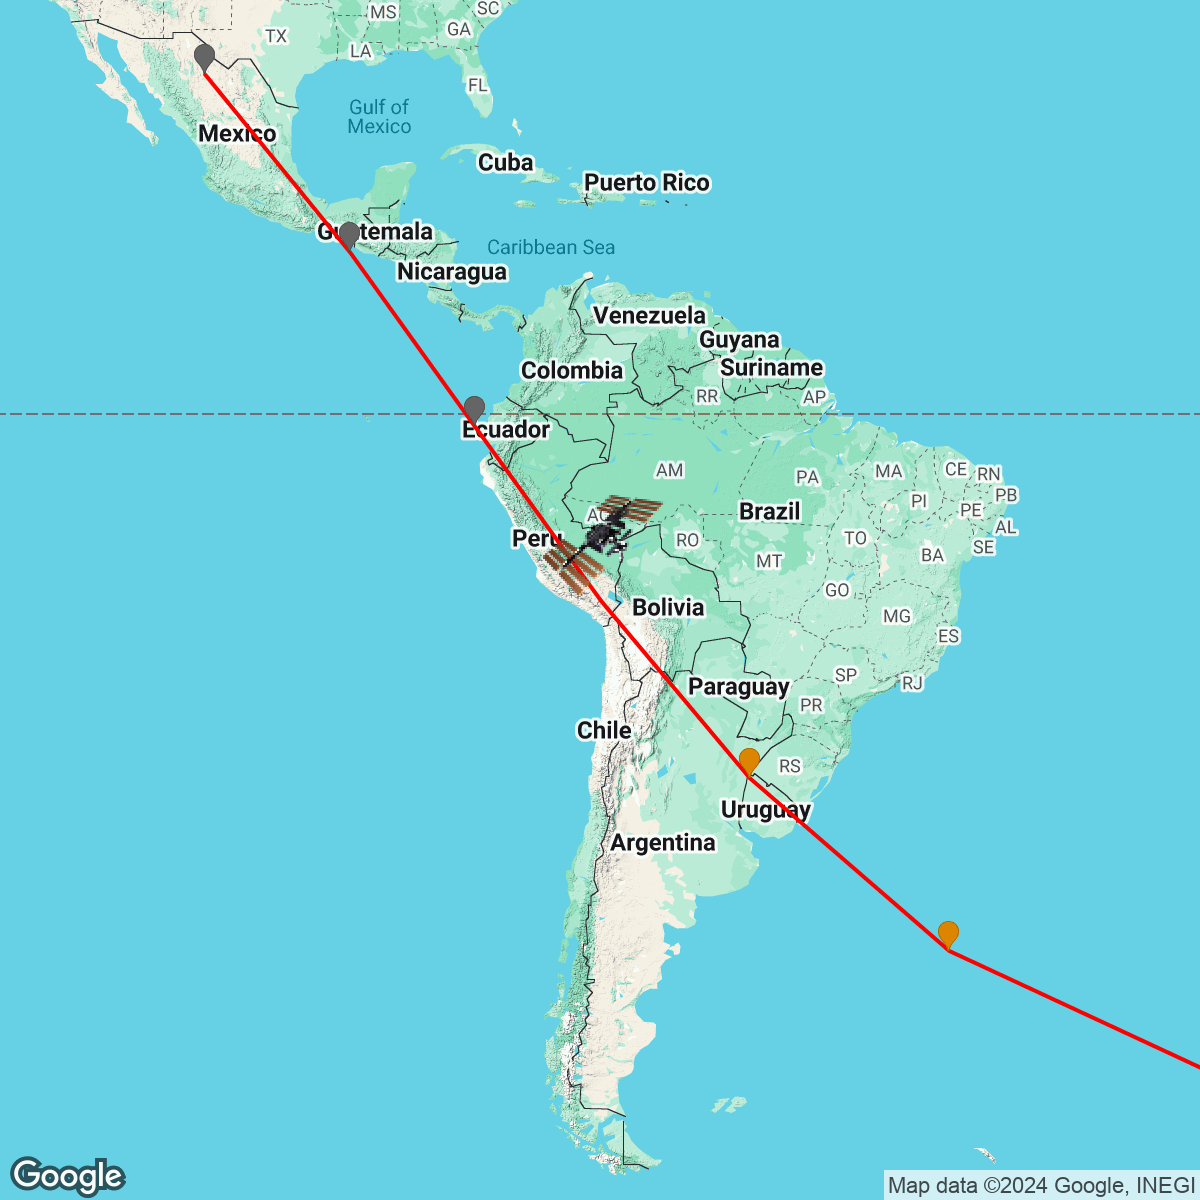 MS
SC
TX
GA
LA
FL
Gulf of
Mexico
Mexico
Cuba
Puerto Rico
Guatemala
Caribbean Sea
Nicaragua
Venezuela
Guyana
Colombia
Suriname
RR
AP
Ecuador
AM
PA
MA
CE
RN
PI
PB
PE
AL
Brazil
AC
Peru
RO
TO
SE
BA
MT
GO
Bolivia
MG
ES
SP
RJ
Paraguay
PR
Chile
RS
Uruguay
Argentina
Google
Map data ©2024 Google, INEGI